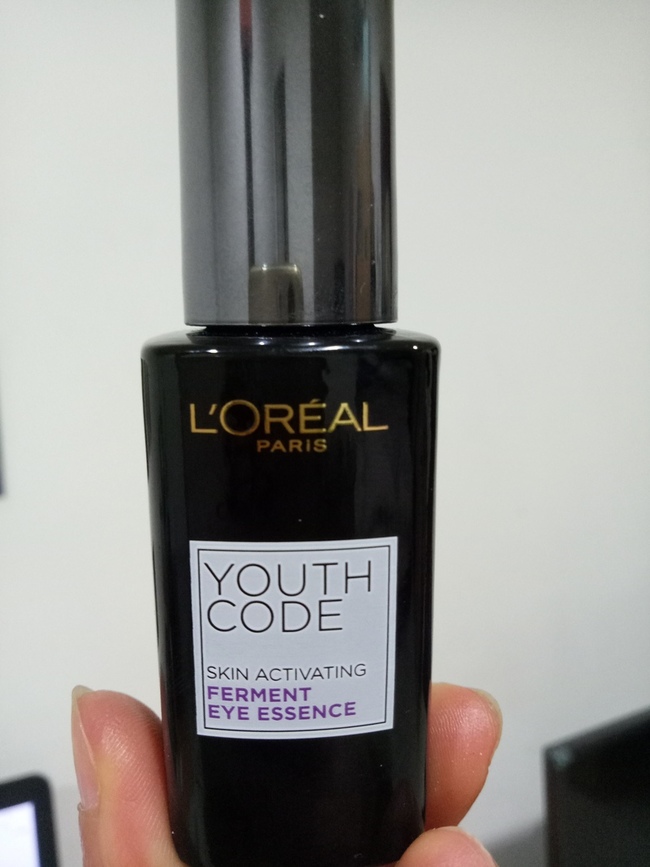 L'ORÉAL
PARIS
YOUTH
CODE
SKIN ACTIVATING
FERMENT
EYE ESSENCE